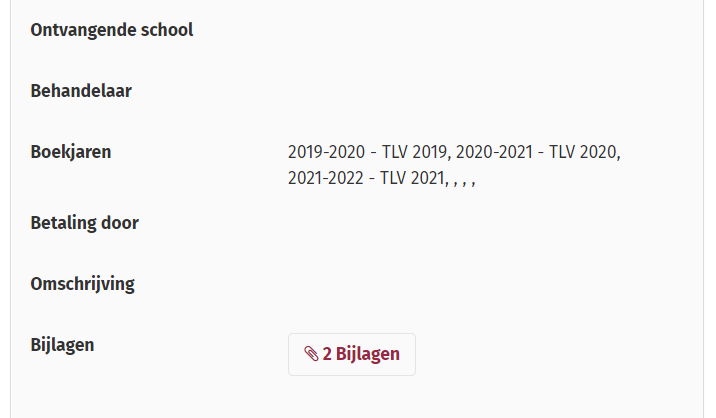 Ontvangende school
Behandelaar
Boekjaren
2019-2020 - TLV 2019, 2020-2021 - TLV 2020,
2021-2022 - TLV 2021, , , ,
Betaling door
Omschrijving
Bijlagen
2 Bijlagen